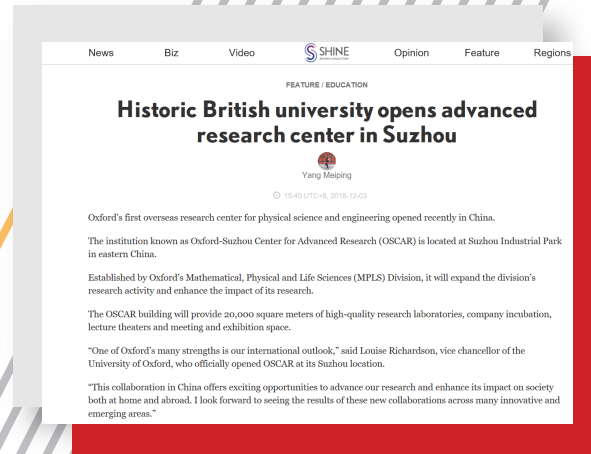 News Biz Video SHINE Opinion Feature Regions
FEATURE / EDUCATION
Historic British university opens advanced
research center in Suzhou
Yang Meiping
15:40 UTC+8, 2018-12-03
Oxford's first overseas research center for physical science and engineering opened recently in China.
The institution known as Oxford-Suzhou Center for Advanced Research (OSCAR) is located at Suzhou Industrial Park
in eastern China.
Established by Oxford's Mathematical, Physical and Life Sciences (MPLS) Division, it will expand the division's
research activity and enhance the impact of its research.
The OSCAR building will provide 20,000 square meters of high-quality research laboratories, company incubation,
lecture theaters and meeting and exhibition space.
“One of Oxford's many strengths is our international outlook,” said Louise Richardson, vice chancellor of the
University of Oxford, who officially opened OSCAR at its Suzhou location.
“This collaboration in China offers exciting opportunities to advance our research and enhance its impact on society
both at home and abroad. I look forward to seeing the results of these new collaborations across many innovative and
emerging areas.”